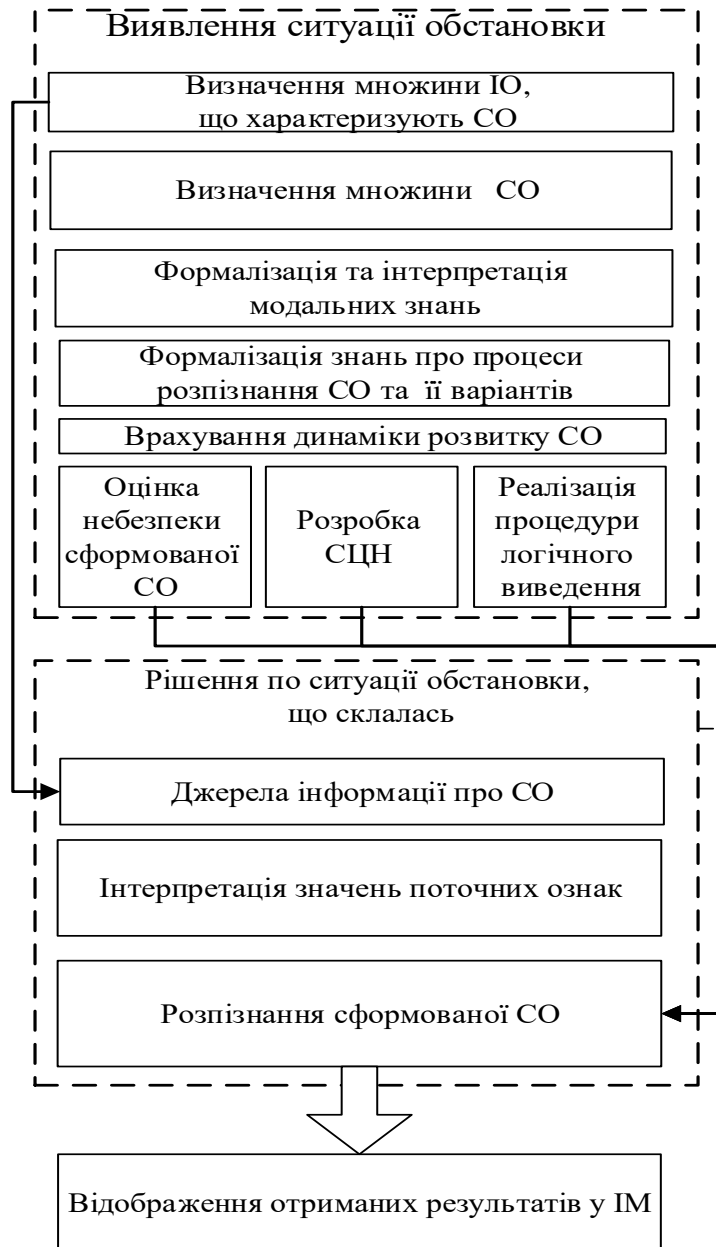 Виявлення ситуації обстановки
Визначення множини ІО,
що характеризують СО
Визначення множини СО
Формалізація та інтерпретація
модальних знань
Формалізація знань про процеси
розпізнання СО та її варіантів
Врахування динаміки розвитку СО
Оцінка
небезпеки
сформованої
СО
Розробка
СЦН
Реалізація
процедури
логічного
виведення
Рішення по ситуації обстановки,
що склалась
Джерела інформації про СО
Інтерпретація значень поточних ознак
Розпізнання сформованої СО
Відображення отриманих результатів у ІМ